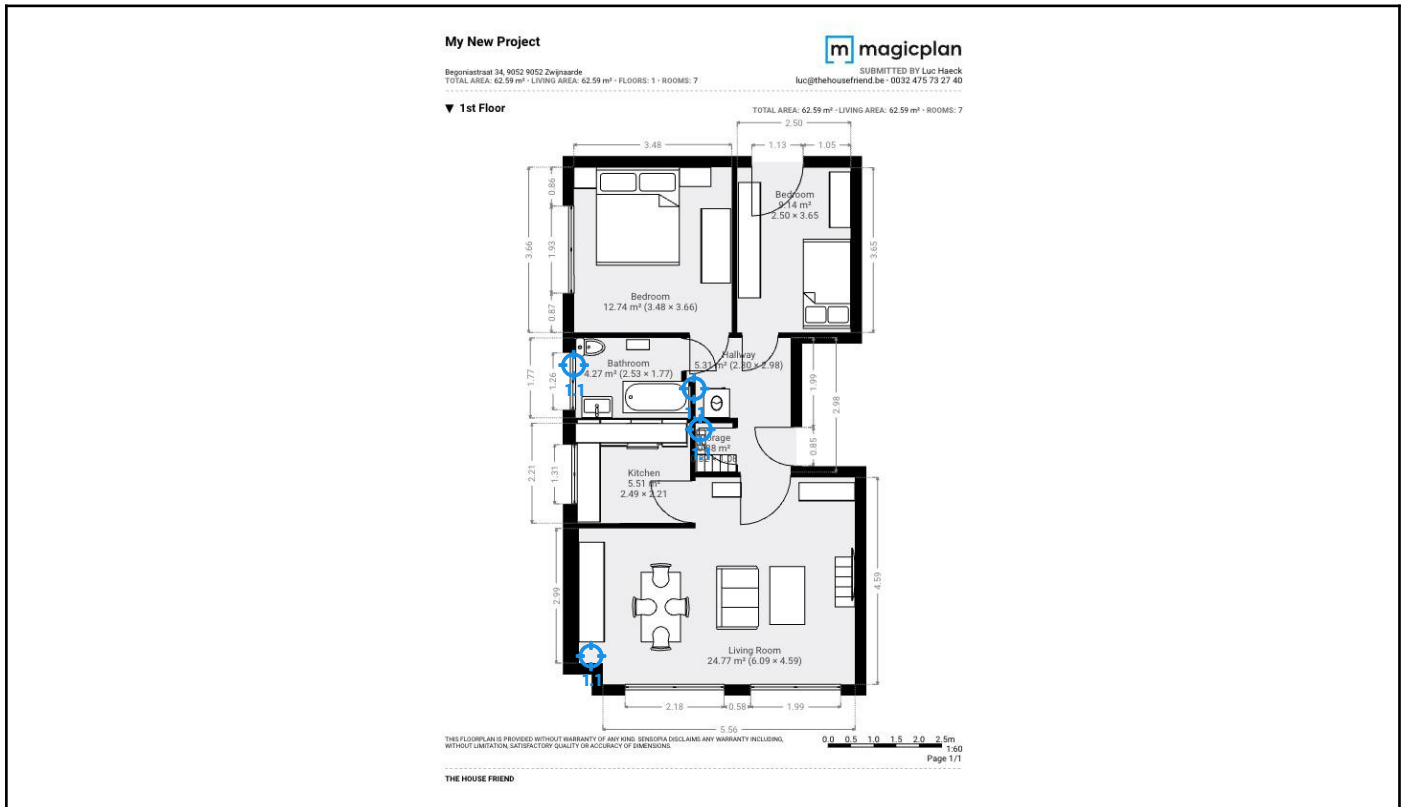 My New Project
magicplan
Begoniastraat 34, 9052 9052 Zwijnaarde
SUBMITTED BY Luc Haeck
TOTAL AREA: 62.59 m² · LIVING AREA: 62.59 m² · FLOORS: 1 · ROOMS: 7
luc@thehousefriend.be · 0032 475 73 27 40
▼ 1st Floor
TOTAL AREA: 62.59 m² · LIVING AREA: 62.59 m² · ROOMS: 7
2.50
3.48
1.13
1.05
0.86
Bedroom
9.14 m²
2.50 × 3.65
3.66
1.93
3.65
Bedroom
12.74 m² (3.48 × 3.66)
0.87
Hallway
5.31 m² (2.80 × 2.98)
Bathroom
4.27 m² (2.53 × 1.77)
1.77
1.26
1.1
1.1
1.99
2.98
0.85
2.21
1.31
Kitchen
5.51 m²
2.49 × 2.21
2.99
4.59
Living Room
24.77 m² (6.09 × 4.59)
1.1
2.18
0.58
1.99
5.56
THIS FLOORPLAN IS PROVIDED WITHOUT WARRANTY OF ANY KIND. SENSOPIA DISCLAIMS ANY WARRANTY INCLUDING,
WITHOUT LIMITATION, SATISFACTORY QUALITY OR ACCURACY OF DIMENSIONS.
0.0 0.5 1.0 1.5 2.0 2.5m
1:60
Page 1/1
THE HOUSE FRIEND